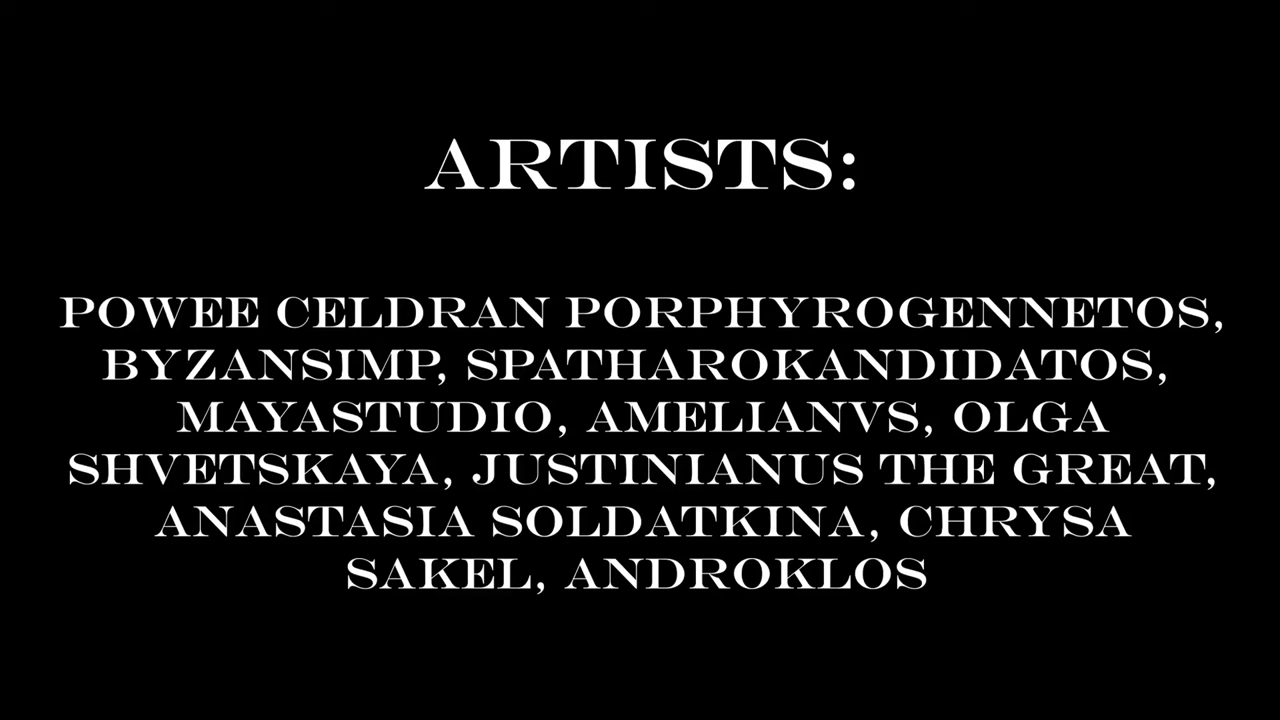 ARTISTS:
POWEE CELDRAN PORPHYROGENNETOS,
BYZANSIMP, SPATHAROKANDIDATOS,
MAYASTUDIO, AMELIANVS, OLGA
SHVETSKAYA, JUSTINIANUS THE GREAT,
ANASTASIA SOLDATKINA, CHRYSA
SAKEL, ANDROKLOS